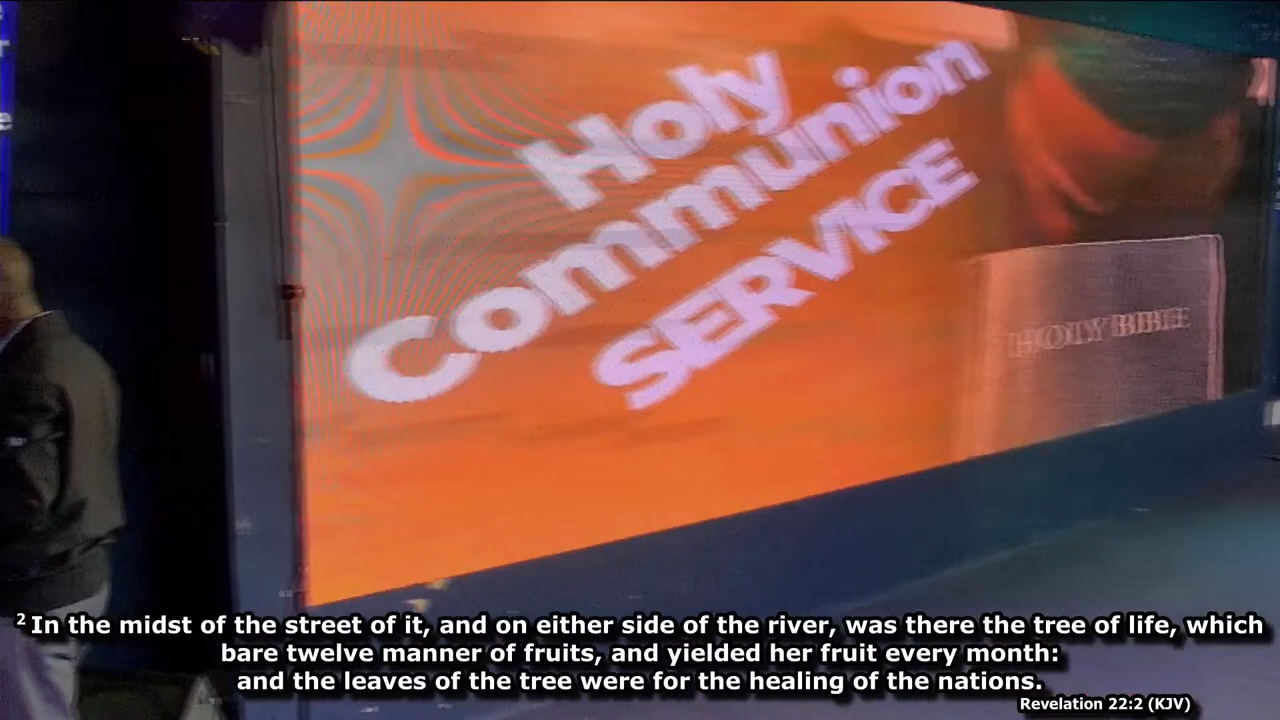 Holy
Communion
SERVICE
HOLY BIBLE
r
e
2 In the midst of the street of it, and on either side of the river, was there the tree of life, which
bare twelve manner of fruits, and yielded her fruit every month:
and the leaves of the tree were for the healing of the nations.
Revelation 22:2 (KJV)